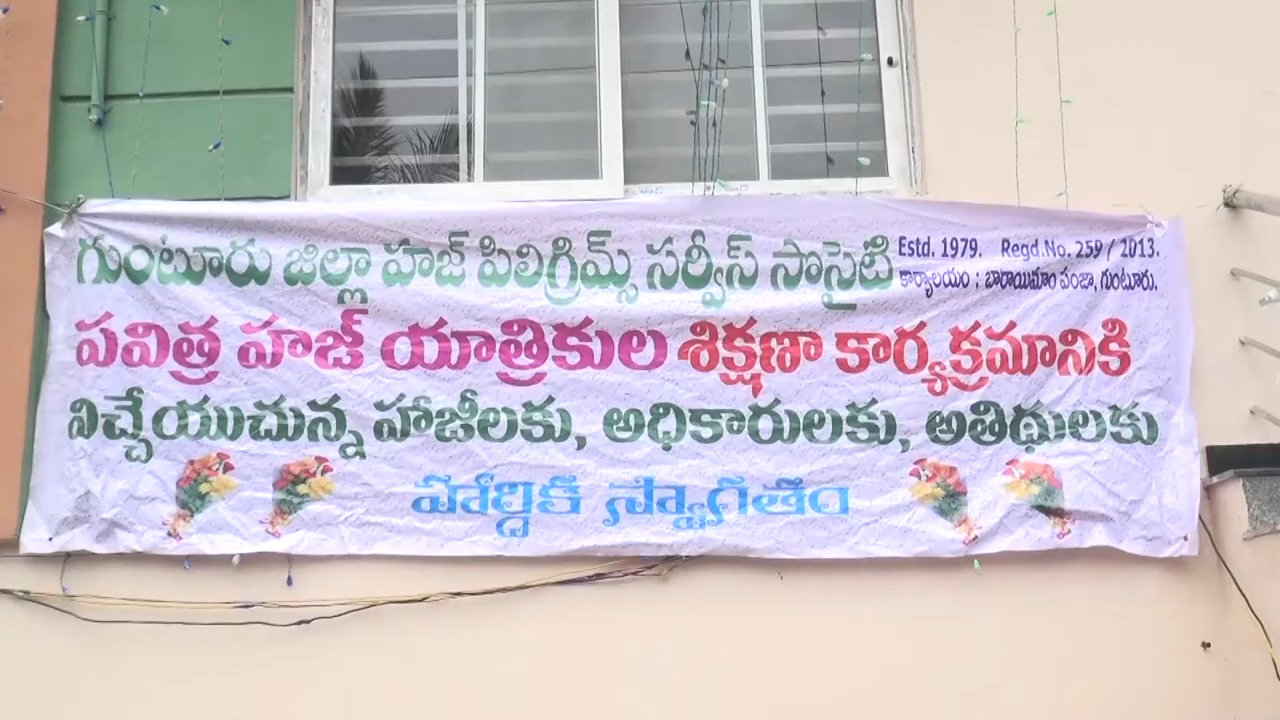 గుంటూరు జిల్లా హజ్ పిలిగ్రిమ్స్ సర్వీస్ సొసైటి Estd. 1979. Regd.No. 259 / 2013.
కార్యాలయం : బారాయిమాం పంజా, గుంటూరు.
పవిత్ర హజ్ యాత్రికుల శిక్షణా కార్యక్రమానికి
విచ్చేయుచున్న హాజీలకు, అధికారులకు, అతిథులకు
హార్దిక స్వాగతం